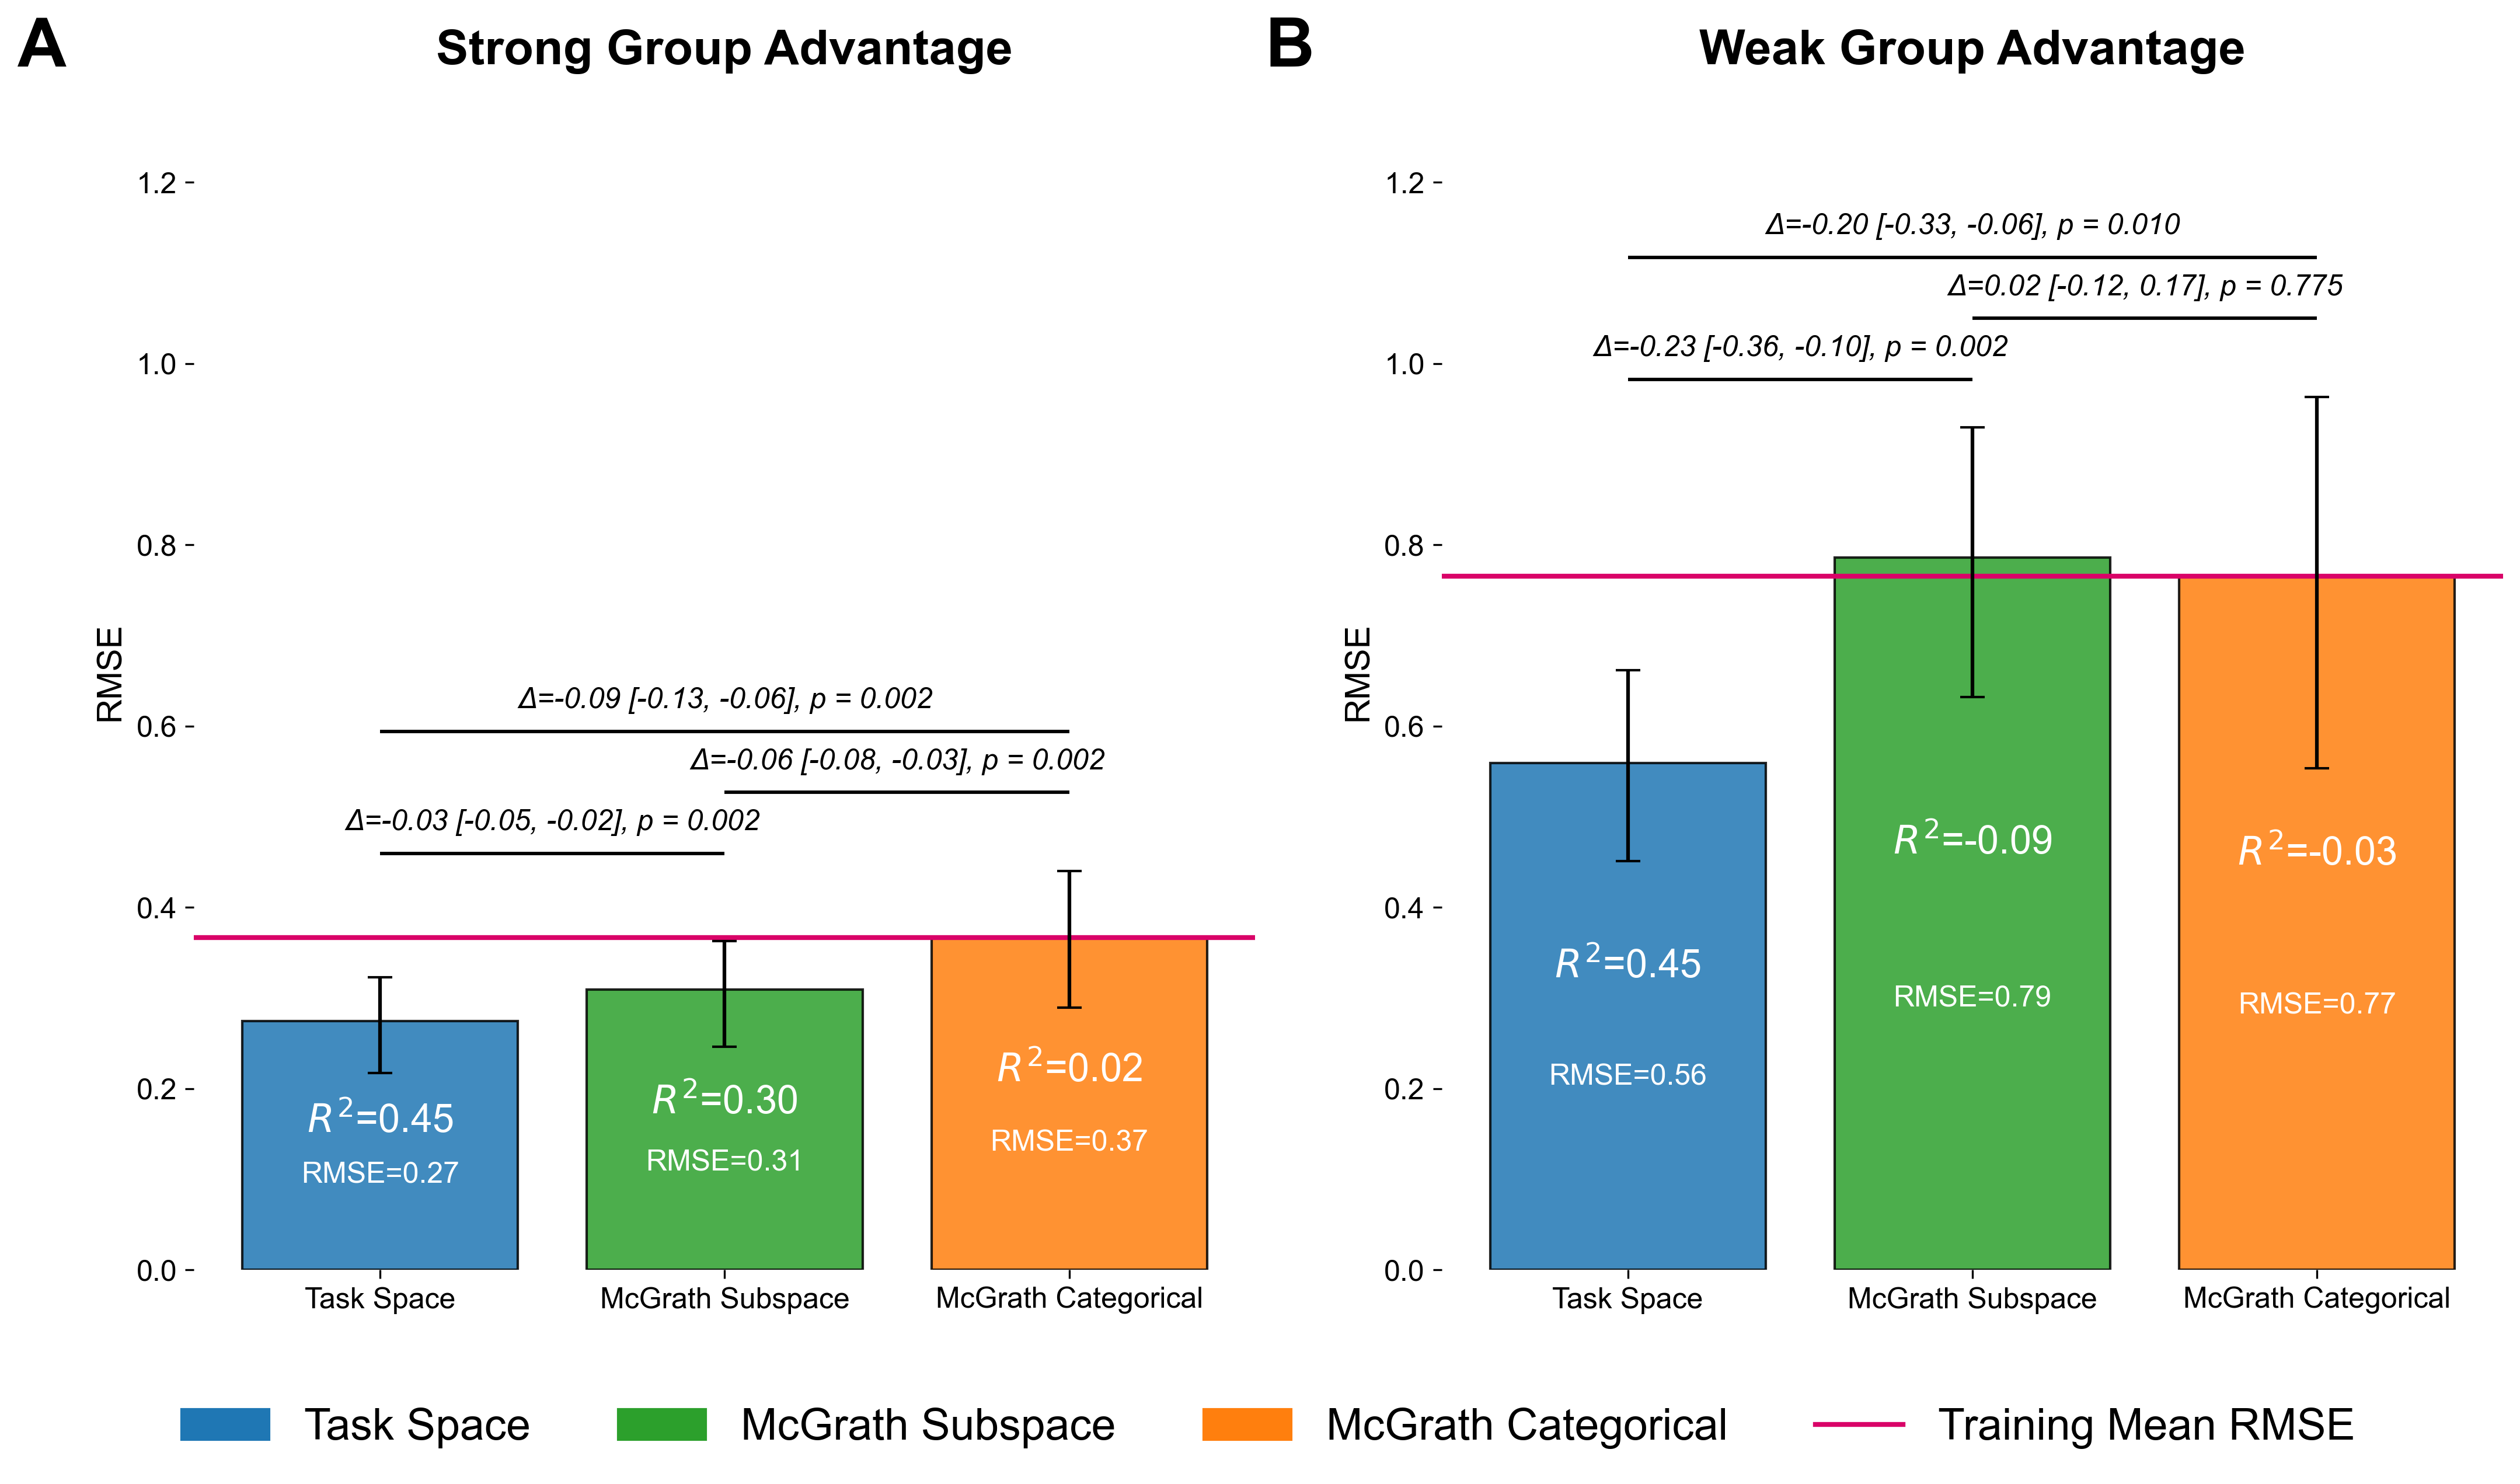 A
Strong Group Advantage
1.2
1.0
0.8
0.6
0.4
0.2
0.0
RMSE
Δ=-0.09 [-0.13, -0.06], p = 0.002
Δ=-0.06 [-0.08, -0.03], p = 0.002
Δ=-0.03 [-0.05, -0.02], p = 0.002
R²=0.45
RMSE=0.27
R²=0.30
RMSE=0.31
R²=0.02
RMSE=0.37
Task Space
McGrath Subspace
McGrath Categorical
B
Weak Group Advantage
1.2
1.0
0.8
0.6
0.4
0.2
0.0
RMSE
Δ=-0.20 [-0.33, -0.06], p = 0.010
Δ=0.02 [-0.12, 0.17], p = 0.775
Δ=-0.23 [-0.36, -0.10], p = 0.002
R²=0.45
RMSE=0.56
R²=-0.09
RMSE=0.79
R²=-0.03
RMSE=0.77
Task Space
McGrath Subspace
McGrath Categorical
Task Space
McGrath Subspace
McGrath Categorical
Training Mean RMSE